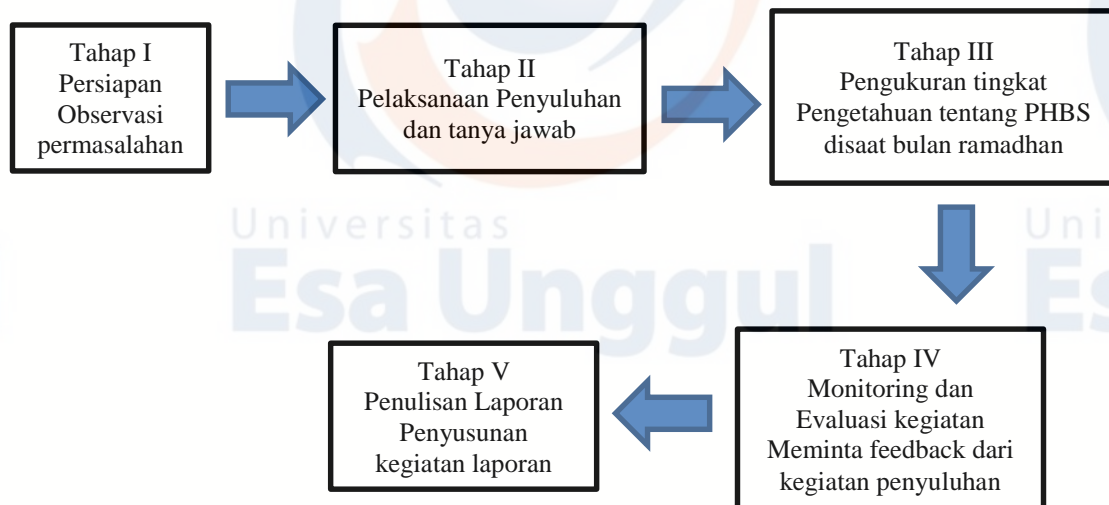 Tahap I
Persiapan
Observasi
permasalahan
Tahap II
Pelaksanaan Penyuluhan
dan tanya jawab
Tahap III
Pengukuran tingkat
Pengetahuan tentang PHBS
disaat bulan ramadhan
Universitas
Esa Unggul
Uni
Es
Tahap IV
Monitoring dan
Evaluasi kegiatan
Meminta feedback dari
kegiatan penyuluhan
Tahap V
Penulisan Laporan
Penyusunan
kegiatan laporan